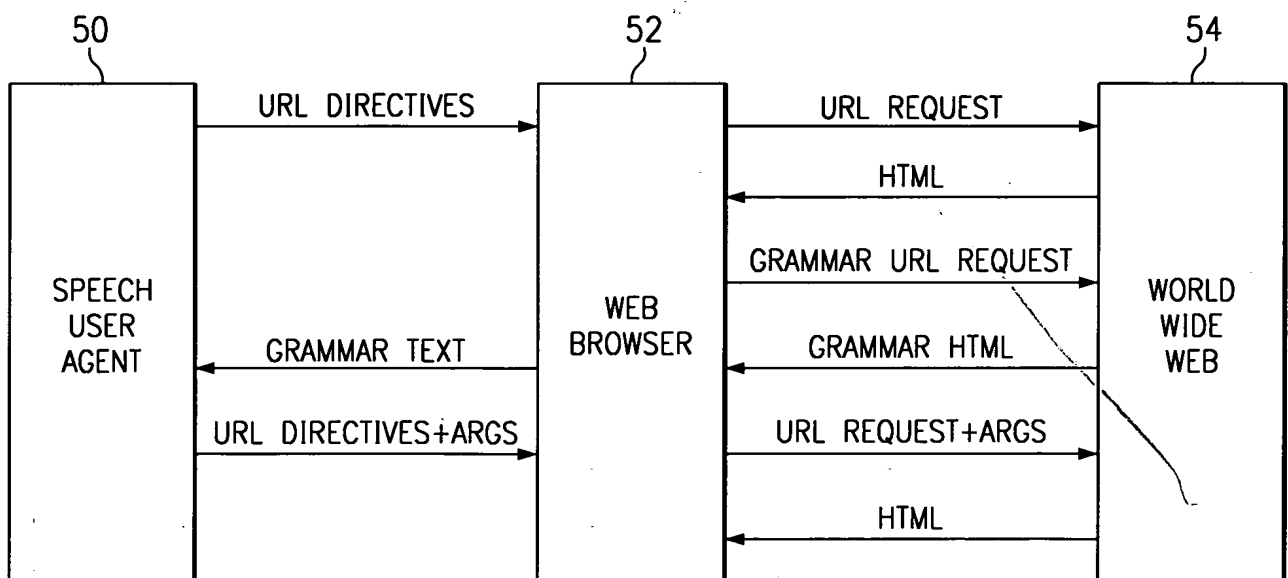 50 52 54
URL DIRECTIVES URL REQUEST
HTML
GRAMMAR URL REQUEST
SPEECH
USER
AGENT
WEB
BROWSER
WORLD
WIDE
WEB
GRAMMAR TEXT GRAMMAR HTML
URL DIRECTIVES+ARGS URL REQUEST+ARGS
HTML